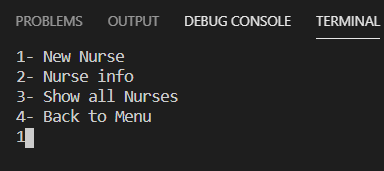 PROBLEMS OUTPUT DEBUG CONSOLE TERMINAL
1- New Nurse
2- Nurse info
3- Show all Nurses
4- Back to Menu
1